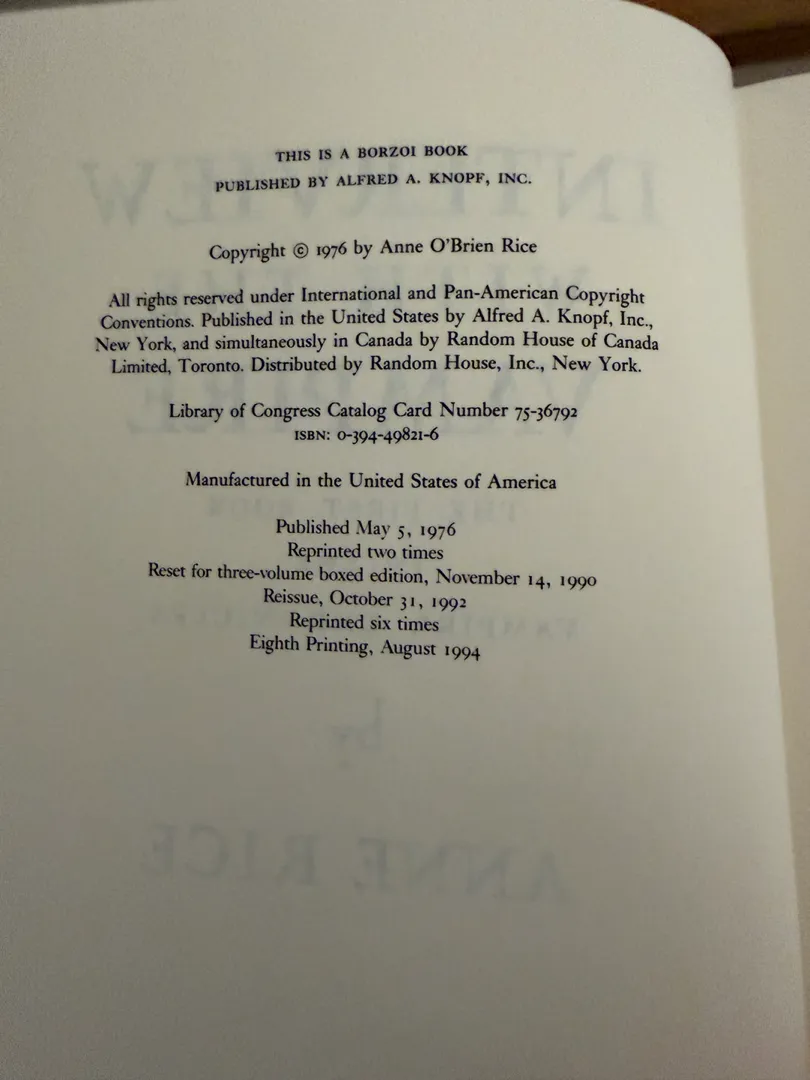 THIS IS A BORZOI BOOK
PUBLISHED BY ALFRED A. KNOPF, INC.
Copyright © 1976 by Anne O'Brien Rice
All rights reserved under International and Pan-American Copyright
Conventions. Published in the United States by Alfred A. Knopf, Inc.,
New York, and simultaneously in Canada by Random House of Canada
Limited, Toronto. Distributed by Random House, Inc., New York.
Library of Congress Catalog Card Number 75-36792
ISBN: 0-394-49821-6
Manufactured in the United States of America
Published May 5, 1976
Reprinted two times
Reset for three-volume boxed edition, November 14, 1990
Reissue, October 31, 1992
Reprinted six times
Eighth Printing, August 1994
by
ANNE RICE